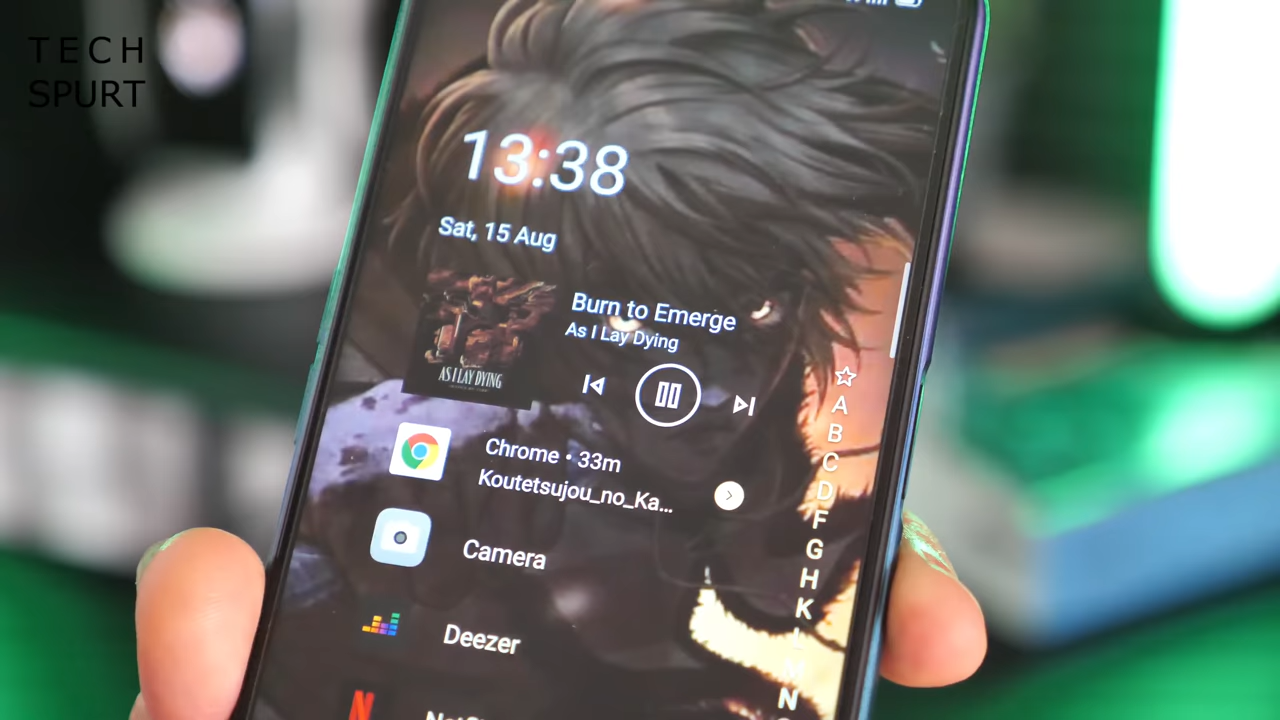 TECH
SPURT
13:38
Sat, 15 Aug
Burn to Emerge
As I Lay Dying
AS I LAY DYING
Chrome • 33m
Koutetsujou_no_Ka...
Camera
Deezer
A
B
C
D
F
G
H
K
M
N